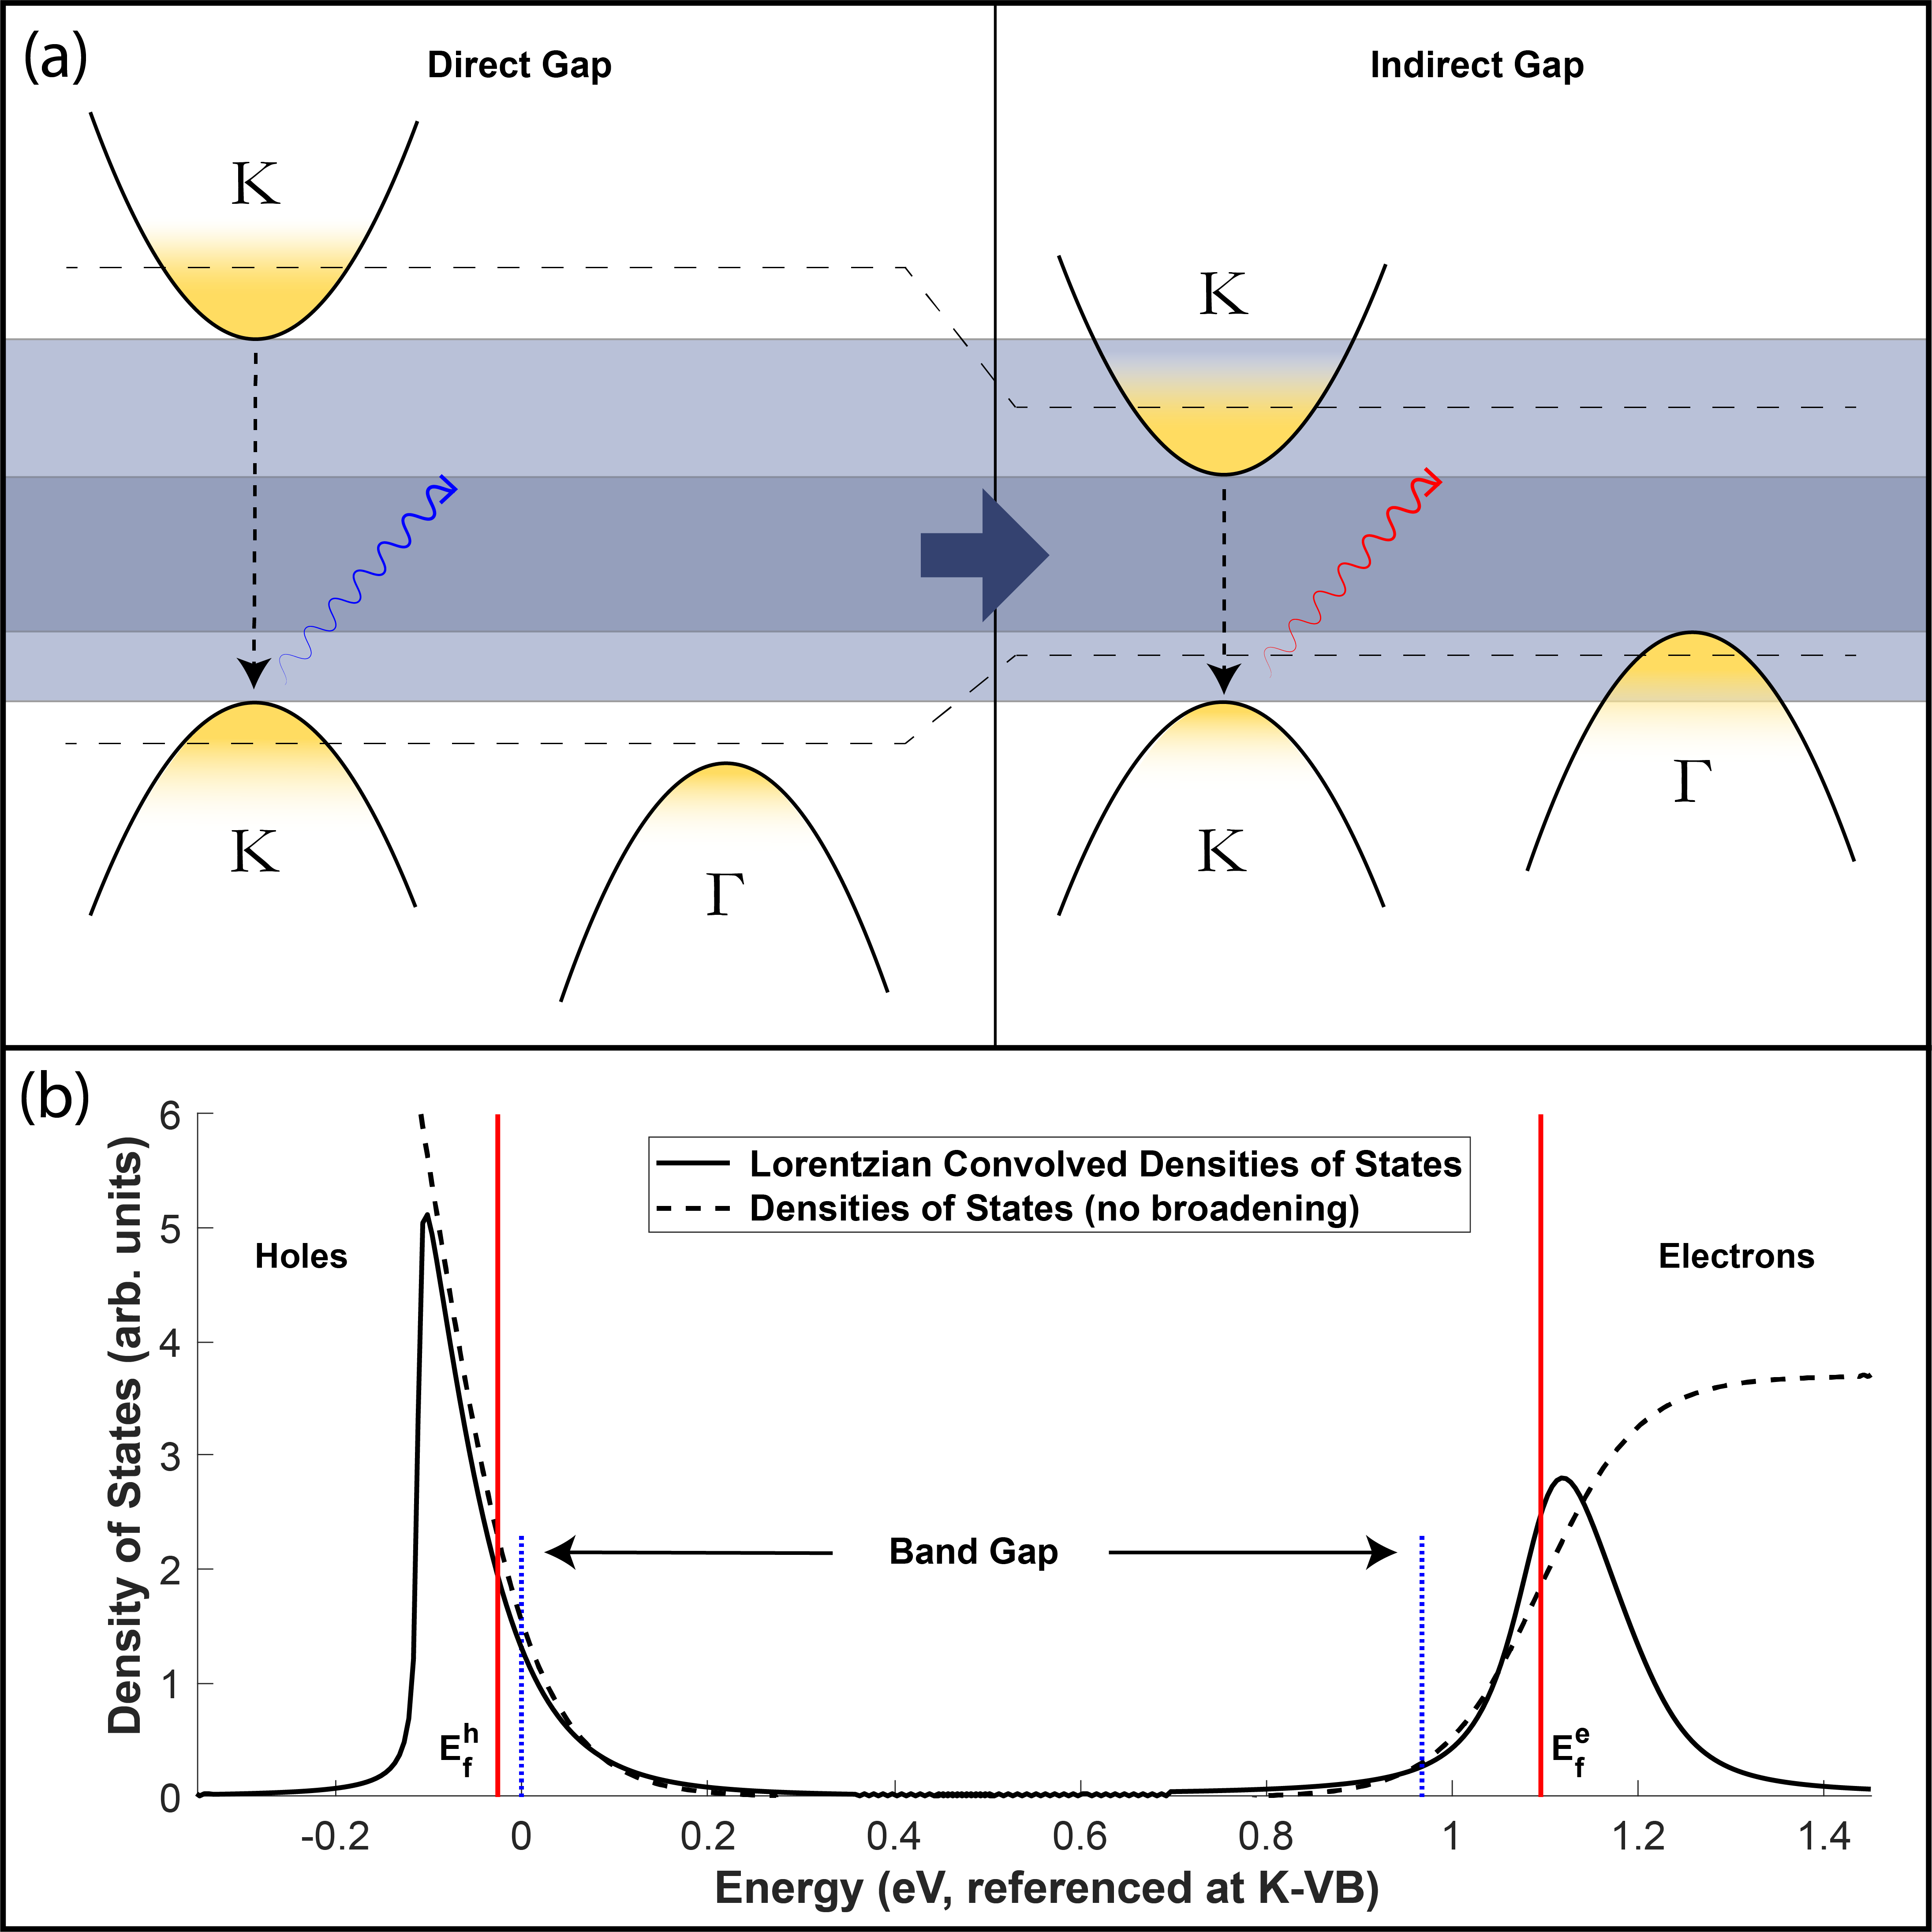 (a)
Direct Gap
Indirect Gap
K
K
K
Γ
K
Γ
(b)
Density of States (arb. units)
6
5
4
3
2
1
0
Lorentzian Convolved Densities of States
Densities of States (no broadening)
Holes
Electrons
Band Gap
E_f^h
E_f^e
-0.2 0 0.2 0.4 0.6 0.8 1 1.2 1.4
Energy (eV, referenced at K-VB)